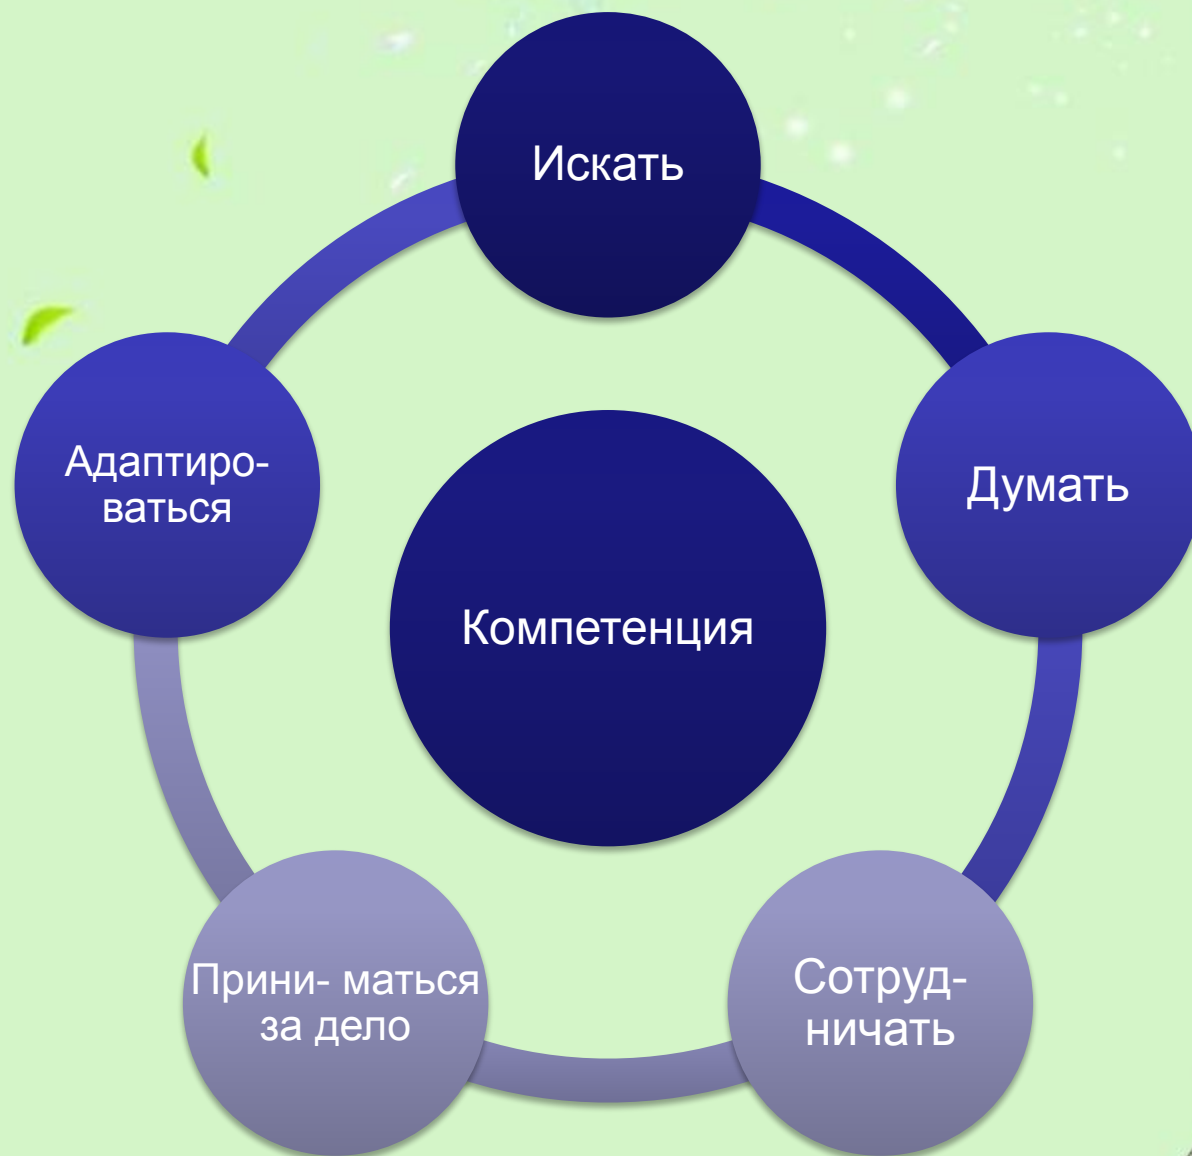 Искать
Думать
Адаптиро-
ваться
Компетенция
Сотруд-
ничать
Прини- маться
за дело